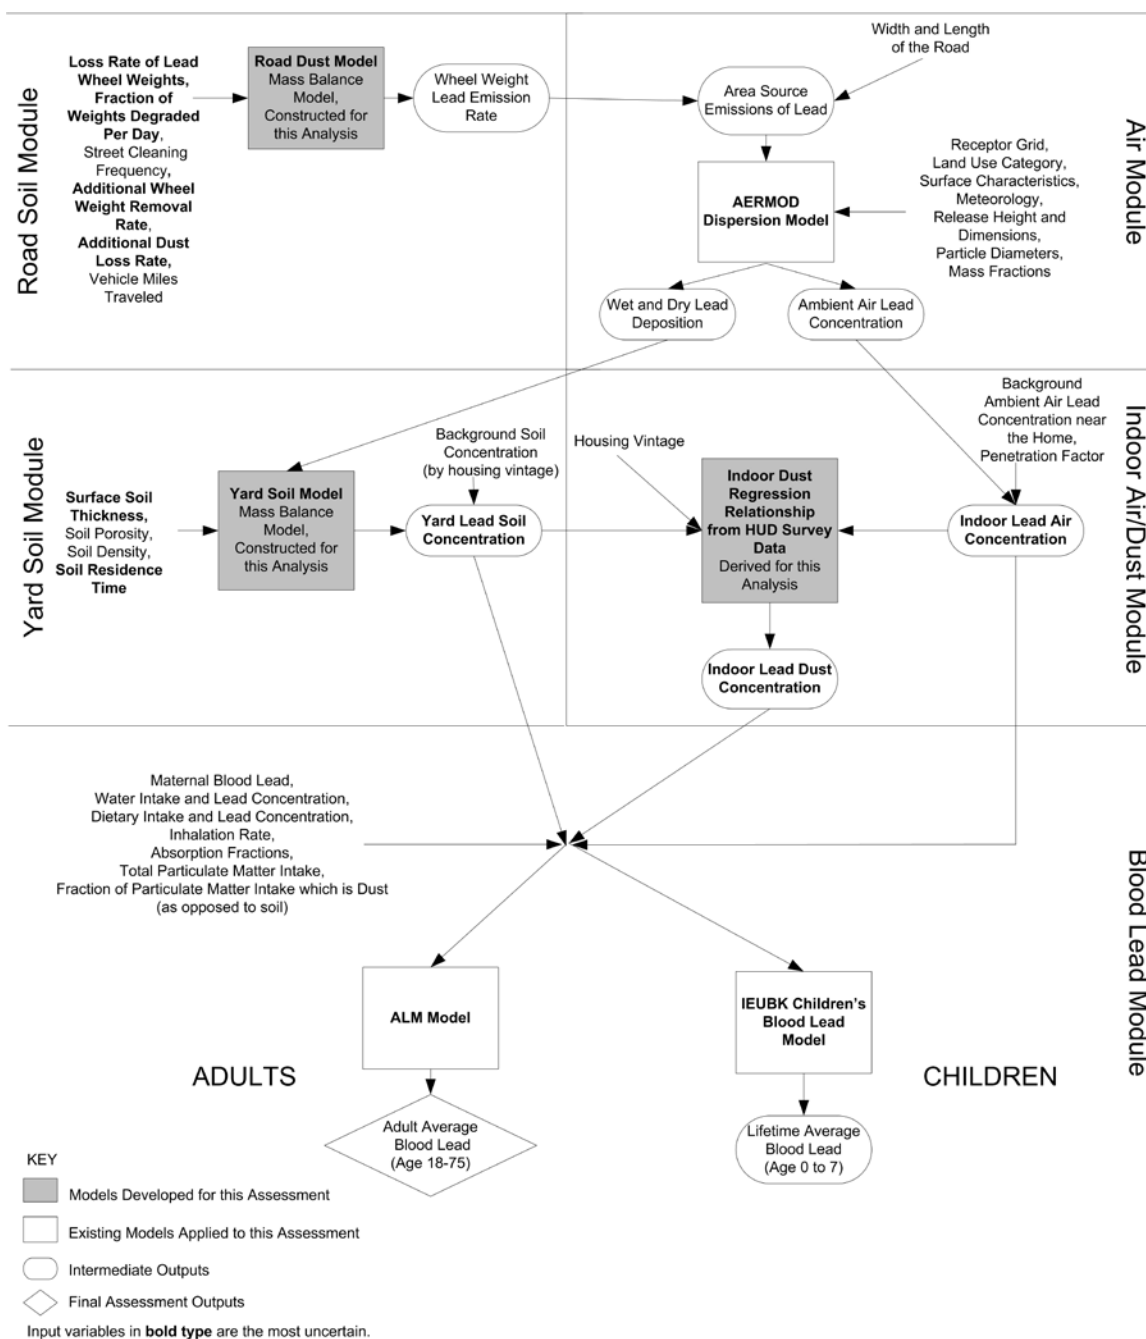 Road Soil Module
Loss Rate of Lead
Wheel Weights,
Fraction of
Weights Degraded
Per Day,
Street Cleaning
Frequency,
Additional Wheel
Weight Removal
Rate,
Additional Dust
Loss Rate,
Vehicle Miles
Traveled
Road Dust Model
Mass Balance
Model,
Constructed for
this Analysis
Wheel Weight
Lead Emission
Rate
Air Module
Width and Length
of the Road
Area Source
Emissions of Lead
AERMOD
Dispersion Model
Receptor Grid,
Land Use Category,
Surface Characteristics,
Meteorology,
Release Height and
Dimensions,
Particle Diameters,
Mass Fractions
Wet and Dry Lead
Deposition
Ambient Air Lead
Concentration
Yard Soil Module
Surface Soil
Thickness,
Soil Porosity,
Soil Density,
Soil Residence
Time
Yard Soil Model
Mass Balance
Model,
Constructed for
this Analysis
Background Soil
Concentration
(by housing vintage)
Yard Lead Soil
Concentration
Indoor Air/Dust Module
Housing Vintage
Indoor Dust
Regression
Relationship
from HUD Survey
Data
Derived for this
Analysis
Background
Ambient Air Lead
Concentration near
the Home,
Penetration Factor
Indoor Lead Air
Concentration
Indoor Lead Dust
Concentration
Blood Lead Module
Maternal Blood Lead,
Water Intake and Lead Concentration,
Dietary Intake and Lead Concentration,
Inhalation Rate,
Absorption Fractions,
Total Particulate Matter Intake,
Fraction of Particulate Matter Intake which is Dust
(as opposed to soil)
ALM Model
IEUBK Children's
Blood Lead
Model
ADULTS
CHILDREN
Adult Average
Blood Lead
(Age 18-75)
Lifetime Average
Blood Lead
(Age 0 to 7)
KEY
Models Developed for this Assessment
Existing Models Applied to this Assessment
Intermediate Outputs
Final Assessment Outputs
Input variables in bold type are the most uncertain.